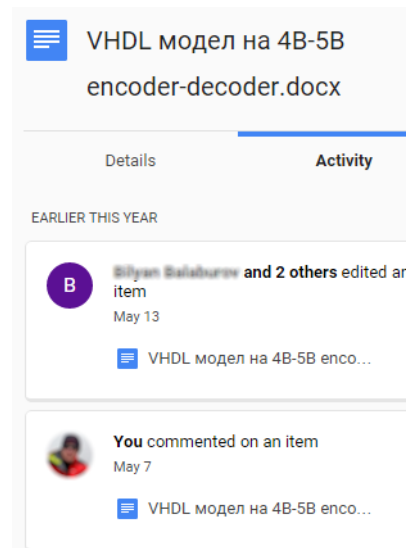 VHDL модел на 4B-5B
encoder-decoder.docx
Details Activity
EARLIER THIS YEAR
B
and 2 others edited an
item
May 13
VHDL модел на 4B-5B enco...
You commented on an item
May 7
VHDL модел на 4B-5B enco...